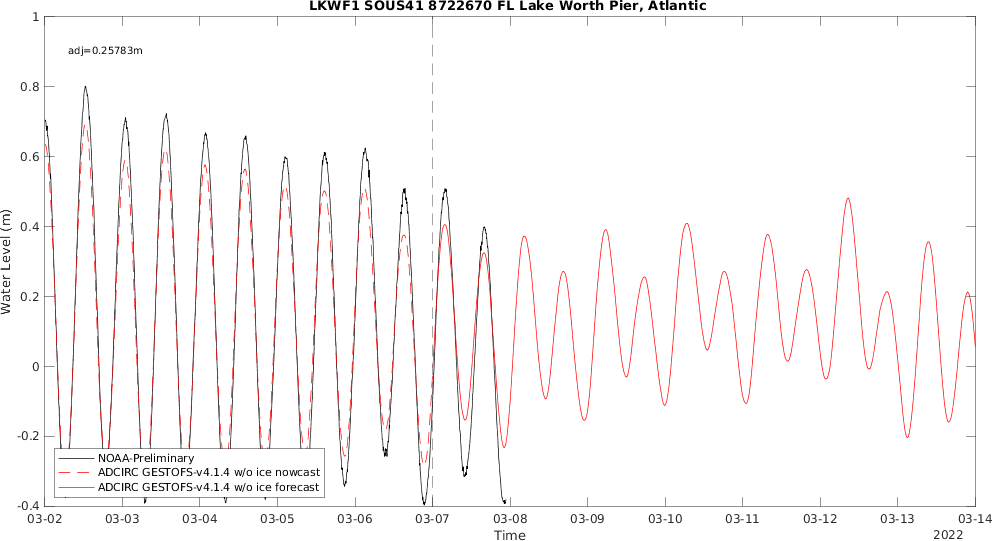 LKWF1 SOUS41 8722670 FL Lake Worth Pier, Atlantic
1
adj=0.25783m
0.8
0.6
0.4
0.2
0
-0.2
-0.4
Water Level (m)
NOAA-Preliminary
ADCIRC GESTOFS-v4.1.4 w/o ice nowcast
ADCIRC GESTOFS-v4.1.4 w/o ice forecast
03-02 03-03 03-04 03-05 03-06 03-07 03-08 03-09 03-10 03-11 03-12 03-13 03-14
Time
2022